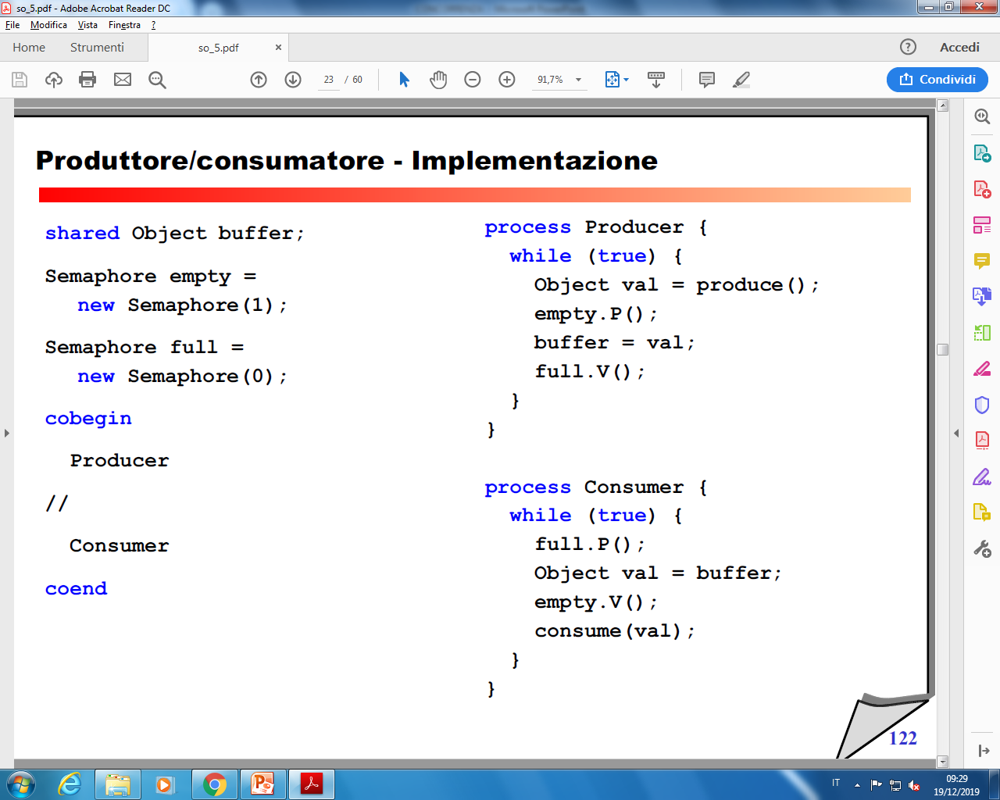 so_5.pdf - Adobe Acrobat Reader DC
File Modifica Vista Finestra ?
Home Strumenti so_5.pdf × ? Accedi
23 / 60 91,7% Condividi
Produttore/consumatore - Implementazione
shared Object buffer;
Semaphore empty =
new Semaphore(1);
Semaphore full =
new Semaphore(0);
cobegin
Producer
//
Consumer
coend
process Producer {
while (true) {
Object val = produce();
empty.P();
buffer = val;
full.V();
}
}
process Consumer {
while (true) {
full.P();
Object val = buffer;
empty.V();
consume(val);
}
}
122
IT 09:29
19/12/2019